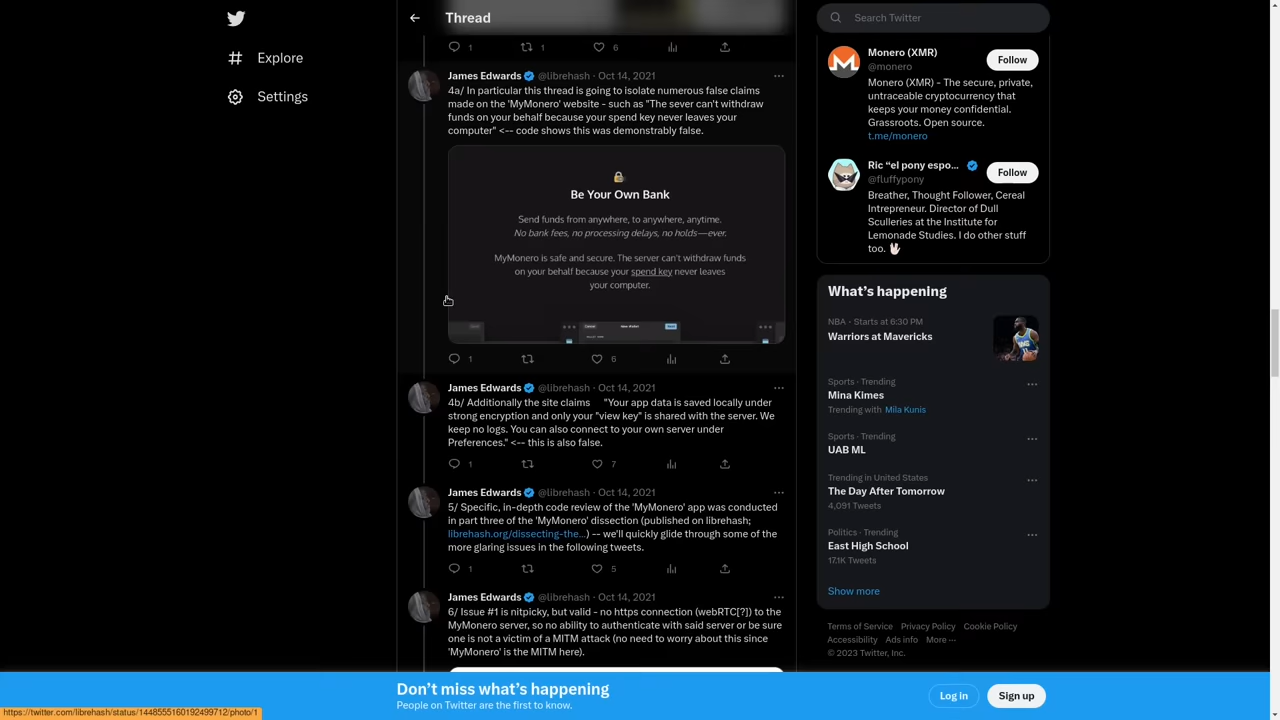 Thread
Search Twitter
Explore
Settings
1 1 6
James Edwards @librehash · Oct 14, 2021
4a/ In particular this thread is going to isolate numerous false claims
made on the 'MyMonero' website - such as "The sever can't withdraw
funds on your behalf because your spend key never leaves your
computer" <-- code shows this was demonstrably false.
Be Your Own Bank
Send funds from anywhere, to anywhere, anytime.
No bank fees, no processing delays, no holds—ever.
MyMonero is safe and secure. The server can't withdraw funds
on your behalf because your spend key never leaves
your computer.
1 6
James Edwards @librehash · Oct 14, 2021
4b/ Additionally the site claims "Your app data is saved locally under
strong encryption and only your "view key" is shared with the server. We
keep no logs. You can also connect to your own server under
Preferences." <-- this is also false.
1 7
James Edwards @librehash · Oct 14, 2021
5/ Specific, in-depth code review of the 'MyMonero' app was conducted
in part three of the 'MyMonero' dissection (published on librehash;
librehash.org/dissecting-the...) -- we'll quickly glide through some of the
more glaring issues in the following tweets.
1 5
James Edwards @librehash · Oct 14, 2021
6/ Issue #1 is nitpicky, but valid - no https connection (webRTC[?]) to the
MyMonero server, so no ability to authenticate with said server or be sure
one is not a victim of a MITM attack (no need to worry about this since
'MyMonero' is the MITM here).
Monero (XMR)
@monero
Follow
Monero (XMR) - The secure, private,
untraceable cryptocurrency that
keeps your money confidential.
Grassroots. Open source.
t.me/monero
Ric “el pony espo...
@fluffypony
Follow
Breather, Thought Follower, Cereal
Intrepreneur. Director of Dull
Sculleries at the Institute for
Lemonade Studies. I do other stuff
too. 🖖🏻
What's happening
NBA · Starts at 6:30 PM
Warriors at Mavericks
Sports · Trending
Mina Kimes
Trending with Mila Kunis
Sports · Trending
UAB ML
Trending in United States
The Day After Tomorrow
4,091 Tweets
Politics · Trending
East High School
17.1K Tweets
Show more
Terms of Service Privacy Policy Cookie Policy
Accessibility Ads info More ···
© 2023 Twitter, Inc.
Don't miss what's happening
People on Twitter are the first to know.
Log in
Sign up
https://twitter.com/librehash/status/1448555160192499712/photo/1